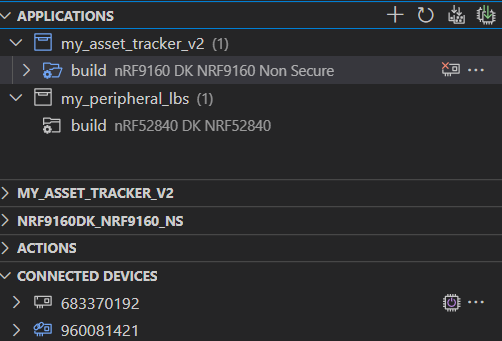 APPLICATIONS
my_asset_tracker_v2 (1)
build nRF9160 DK NRF9160 Non Secure
my_peripheral_lbs (1)
build nRF52840 DK NRF52840
MY_ASSET_TRACKER_V2
NRF9160DK_NRF9160_NS
ACTIONS
CONNECTED DEVICES
683370192
960081421